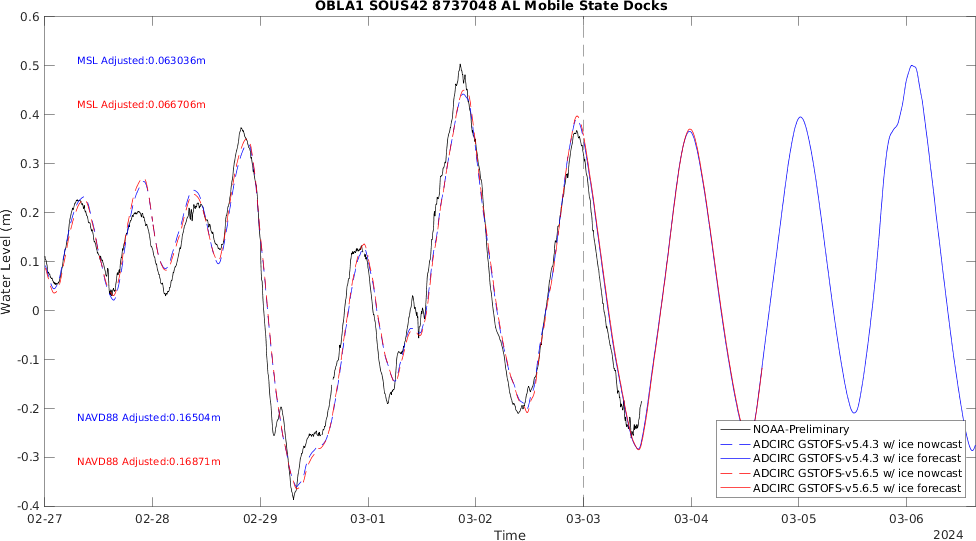 OBLA1 SOUS42 8737048 AL Mobile State Docks
0.6
0.5
0.4
0.3
0.2
0.1
0
-0.1
-0.2
-0.3
-0.4
Water Level (m)
MSL Adjusted:0.063036m
MSL Adjusted:0.066706m
NAVD88 Adjusted:0.16504m
NAVD88 Adjusted:0.16871m
NOAA-Preliminary
ADCIRC GSTOFS-v5.4.3 w/ ice nowcast
ADCIRC GSTOFS-v5.4.3 w/ ice forecast
ADCIRC GSTOFS-v5.6.5 w/ ice nowcast
ADCIRC GSTOFS-v5.6.5 w/ ice forecast
02-27 02-28 02-29 03-01 03-02 03-03 03-04 03-05 03-06
Time
2024